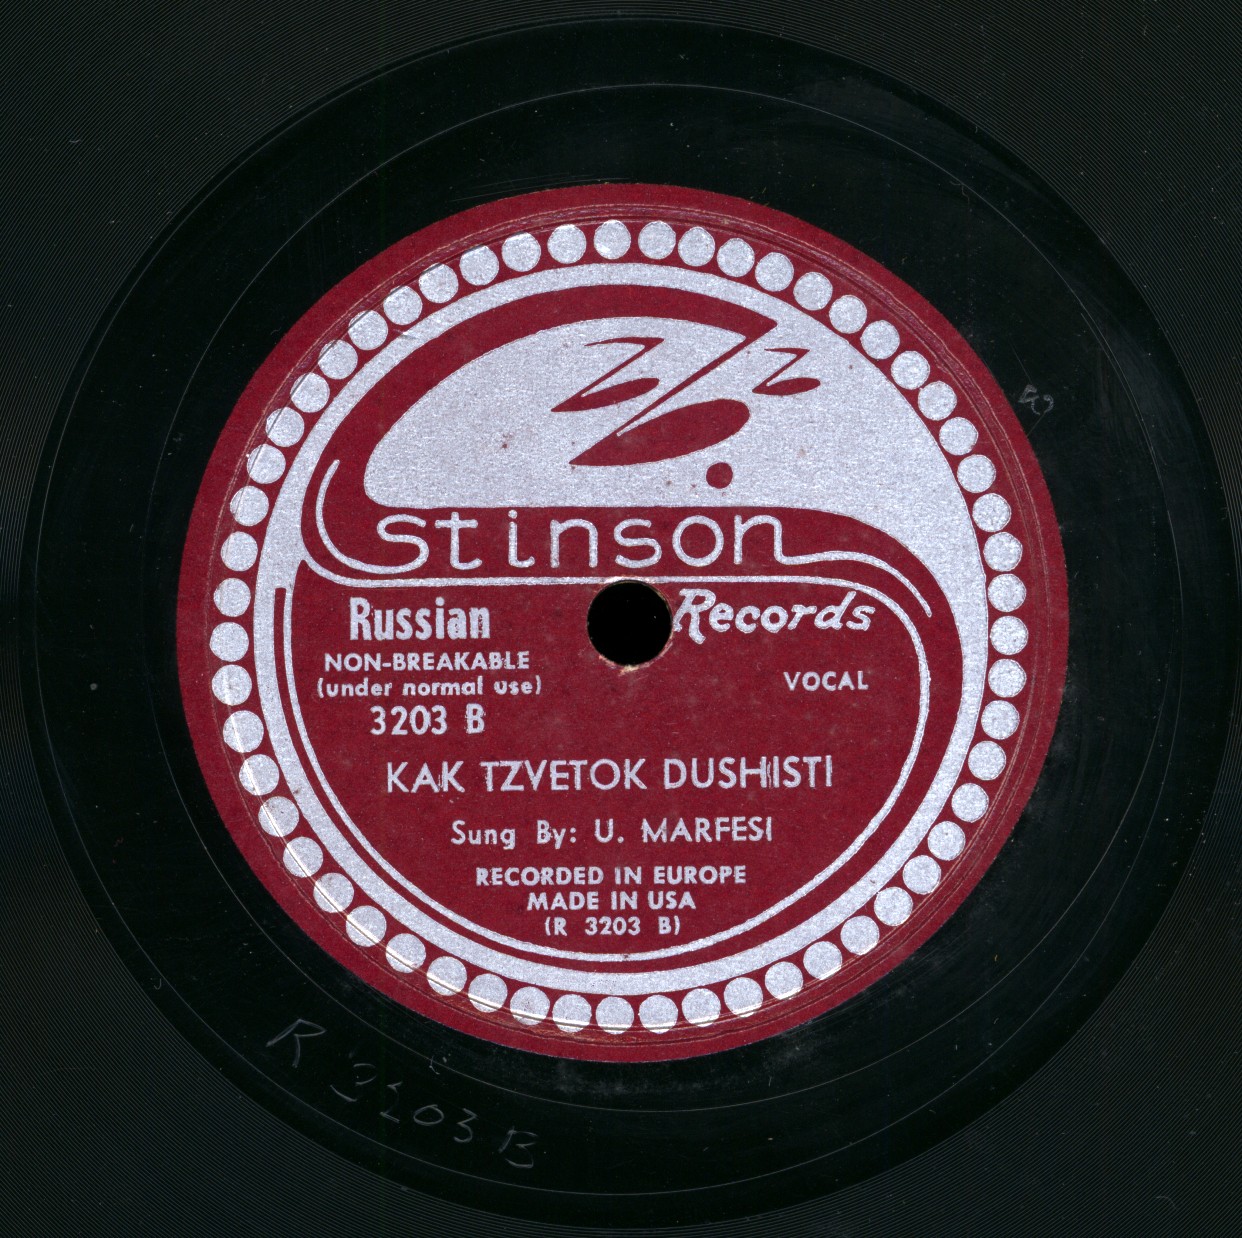 Stinson
Records
Russian
NON-BREAKABLE
(under normal use)
3203 B
VOCAL
KAK TZVETOK DUSHISTI
Sung By: U. MARFESI
RECORDED IN EUROPE
MADE IN USA
(R 3203 B)
R 3203 B